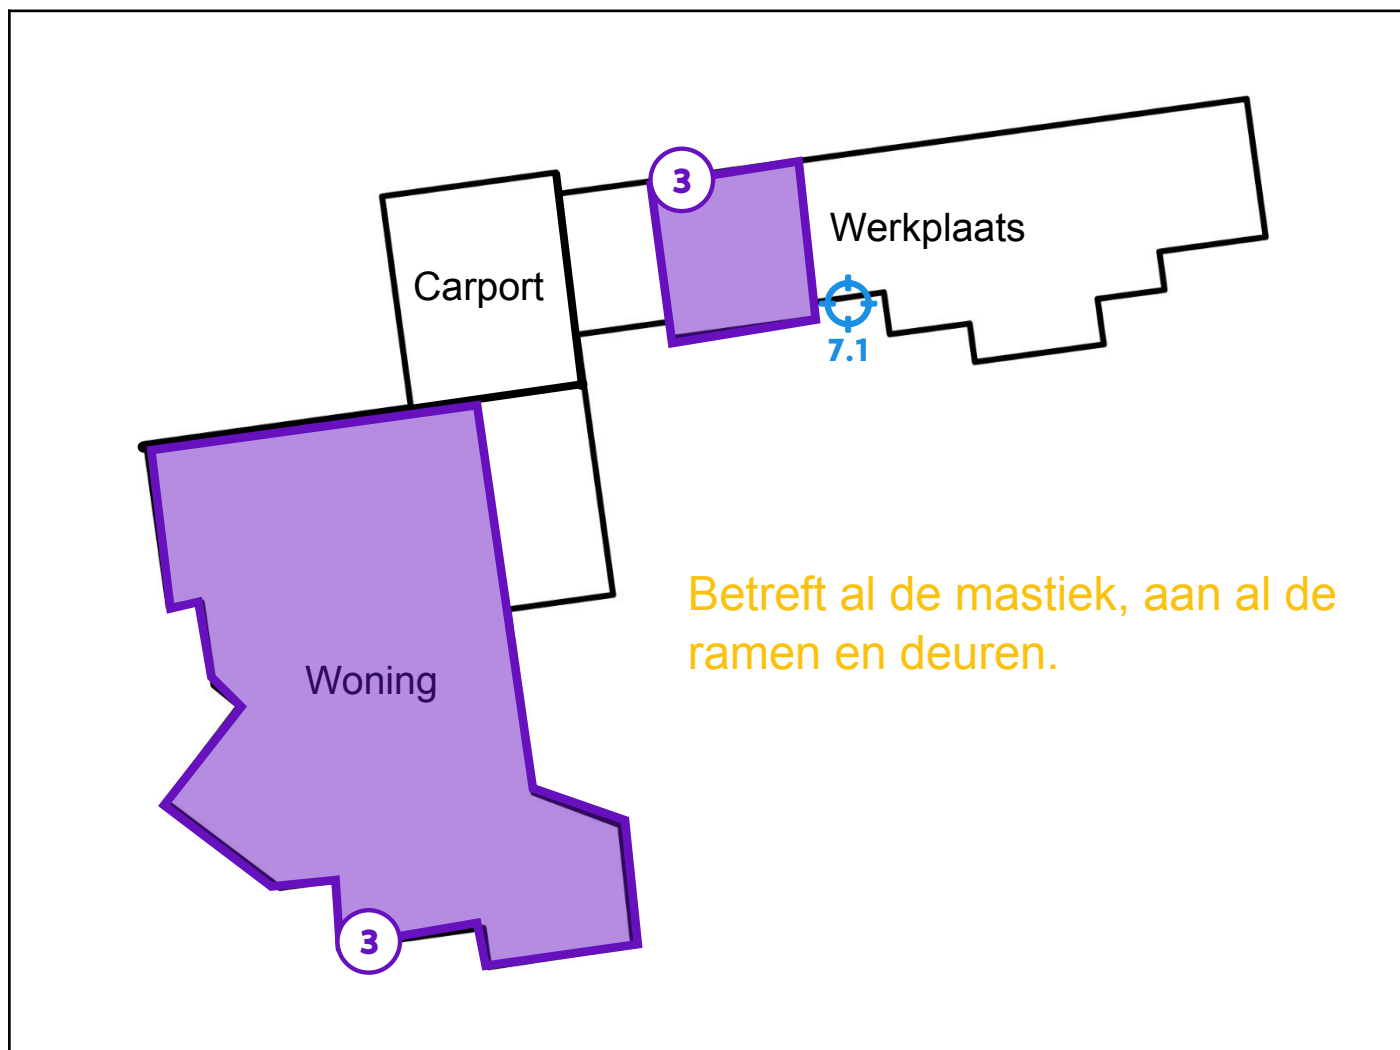 3
Werkplaats
Carport
7.1
Betreft al de mastiek, aan al de
ramen en deuren.
Woning
3